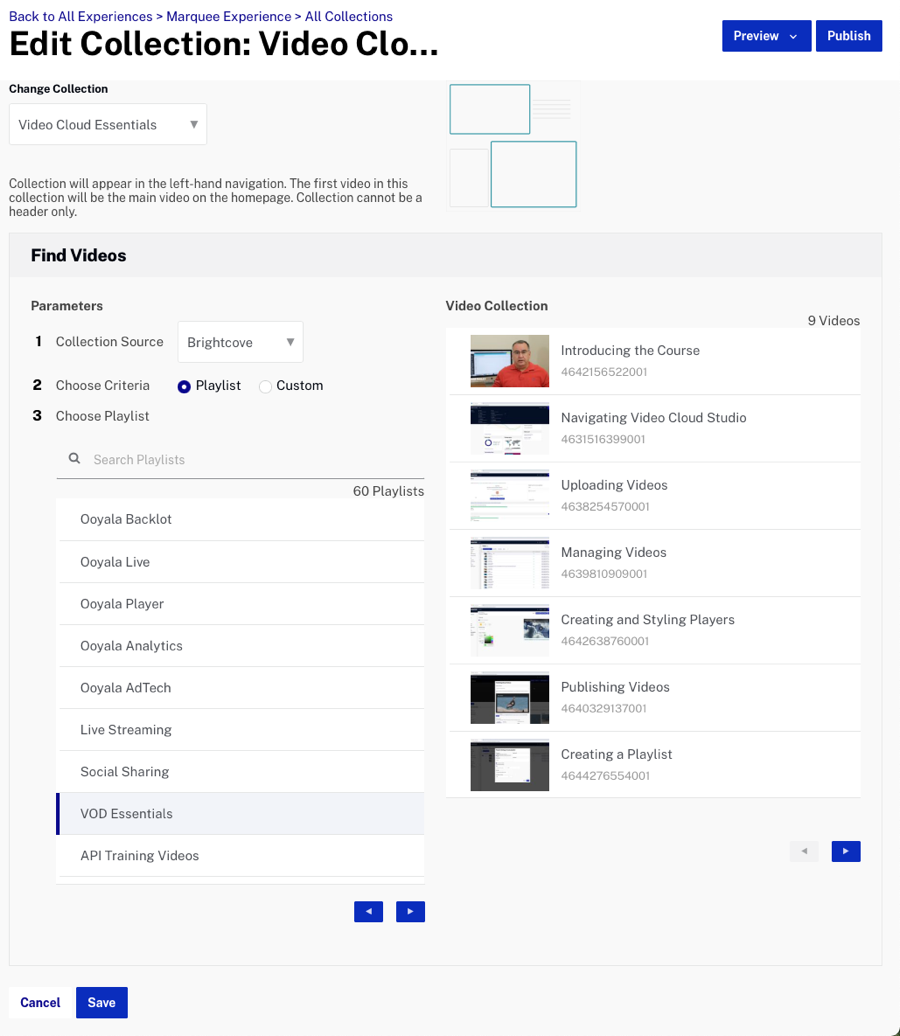 Back to All Experiences > Marquee Experience > All Collections
Edit Collection: Video Clo...
Preview
Publish
Change Collection
Video Cloud Essentials
Collection will appear in the left-hand navigation. The first video in this
collection will be the main video on the homepage. Collection cannot be a
header only.
Find Videos
Parameters
1 Collection Source Brightcove
2 Choose Criteria Playlist Custom
3 Choose Playlist
Search Playlists
60 Playlists
Ooyala Backlot
Ooyala Live
Ooyala Player
Ooyala Analytics
Ooyala AdTech
Live Streaming
Social Sharing
VOD Essentials
API Training Videos
Video Collection
9 Videos
Introducing the Course
4642156522001
Navigating Video Cloud Studio
4631516399001
Uploading Videos
4638254570001
Managing Videos
4639810909001
Creating and Styling Players
4642638760001
Publishing Videos
4640329137001
Creating a Playlist
4644276554001
Cancel
Save